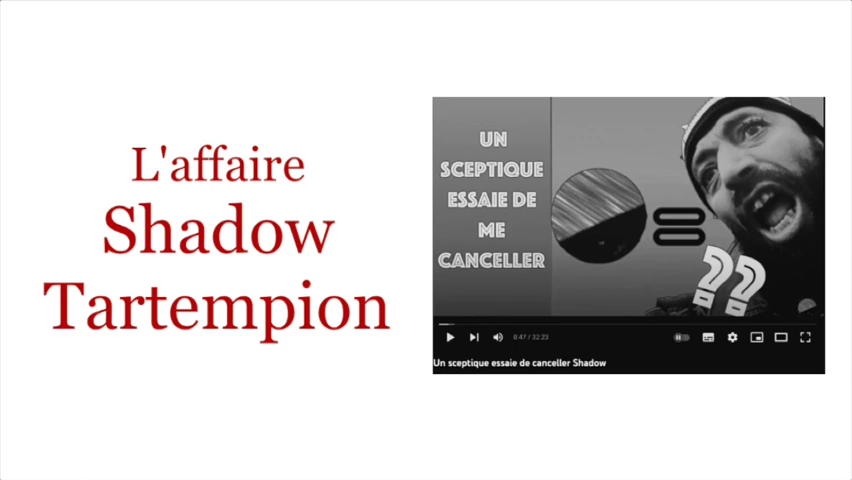 L'affaire
Shadow
Tartempion
UN
SCEPTIQUE
ESSAIE DE
ME
CANCELLER
??
0:47 / 32:23
Un sceptique essaie de canceller Shadow